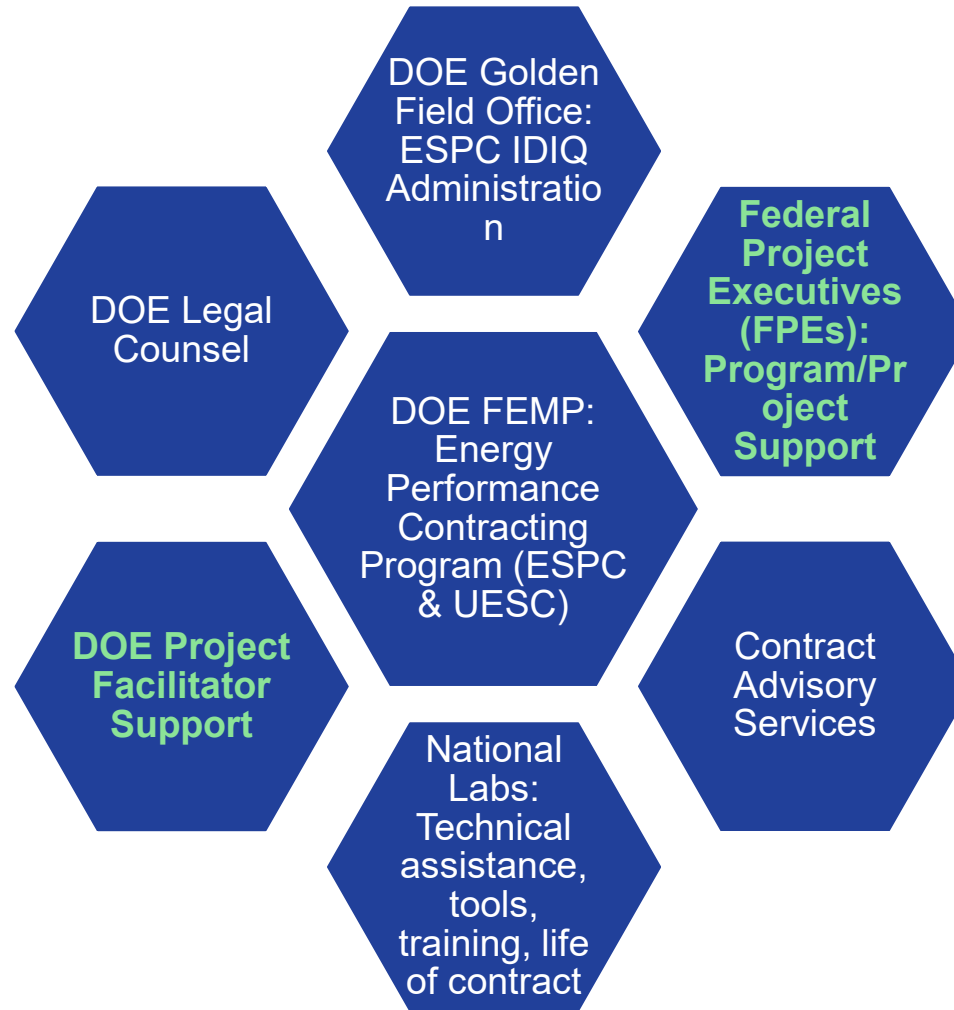 DOE Golden
Field Office:
ESPC IDIQ
Administratio
n
DOE Legal
Counsel
Federal
Project
Executives
(FPEs):
Program/Pr
oject
Support
DOE FEMP:
Energy
Performance
Contracting
Program (ESPC
& UESC)
DOE Project
Facilitator
Support
Contract
Advisory
Services
National
Labs:
Technical
assistance,
tools,
training, life
of contract